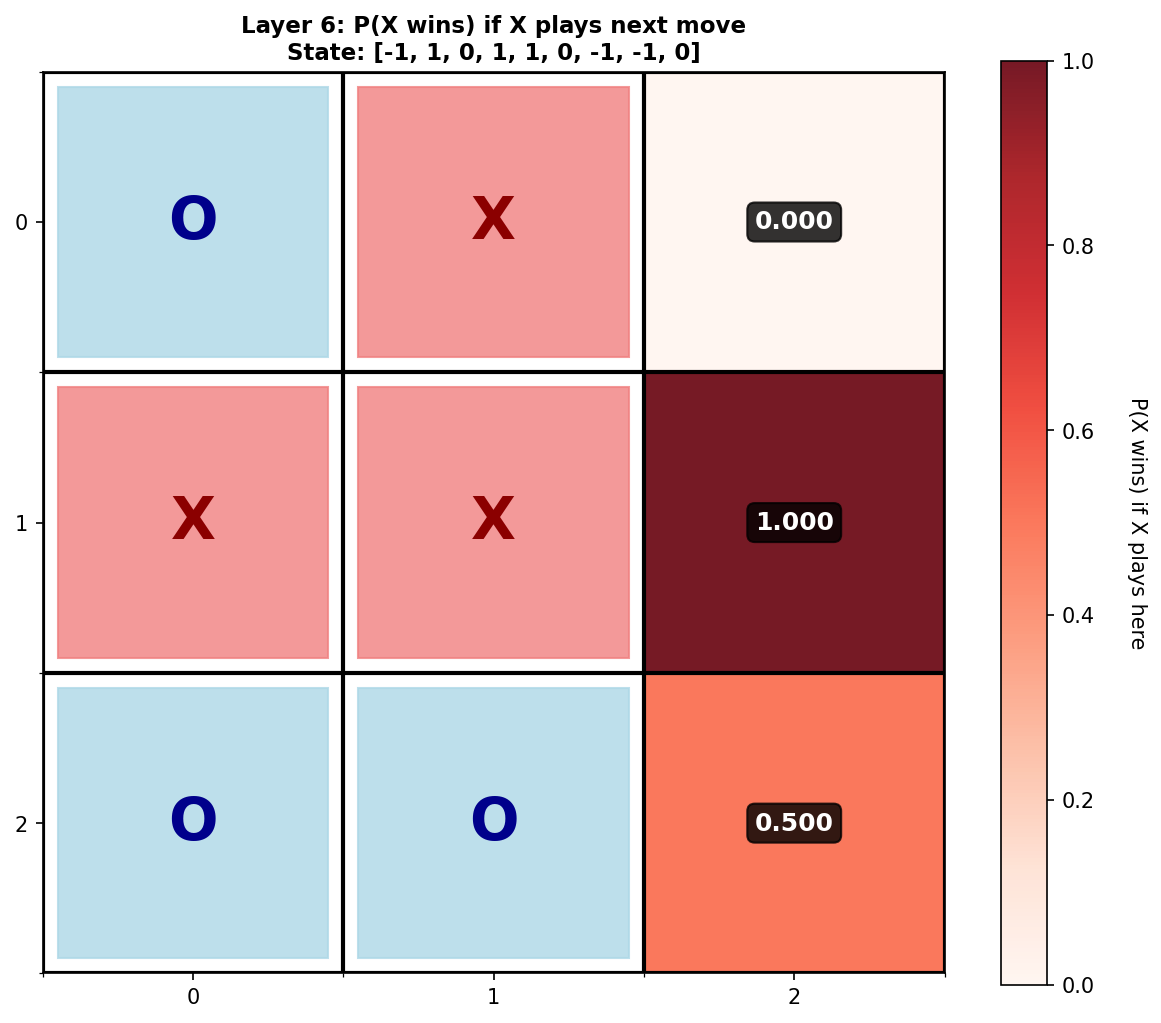 Layer 6: P(X wins) if X plays next move
State: [-1, 1, 0, 1, 1, 0, -1, -1, 0]
0
O
X
0.000
1
X
X
1.000
2
O
O
0.500
0
1
2
1.0
0.8
0.6
0.4
0.2
0.0
P(X wins) if X plays here